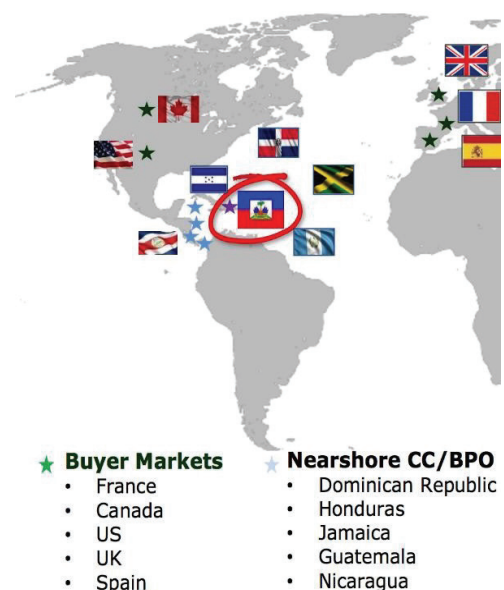 Buyer Markets
• France
• Canada
• US
• UK
• Spain
Nearshore CC/BPO
• Dominican Republic
• Honduras
• Jamaica
• Guatemala
• Nicaragua